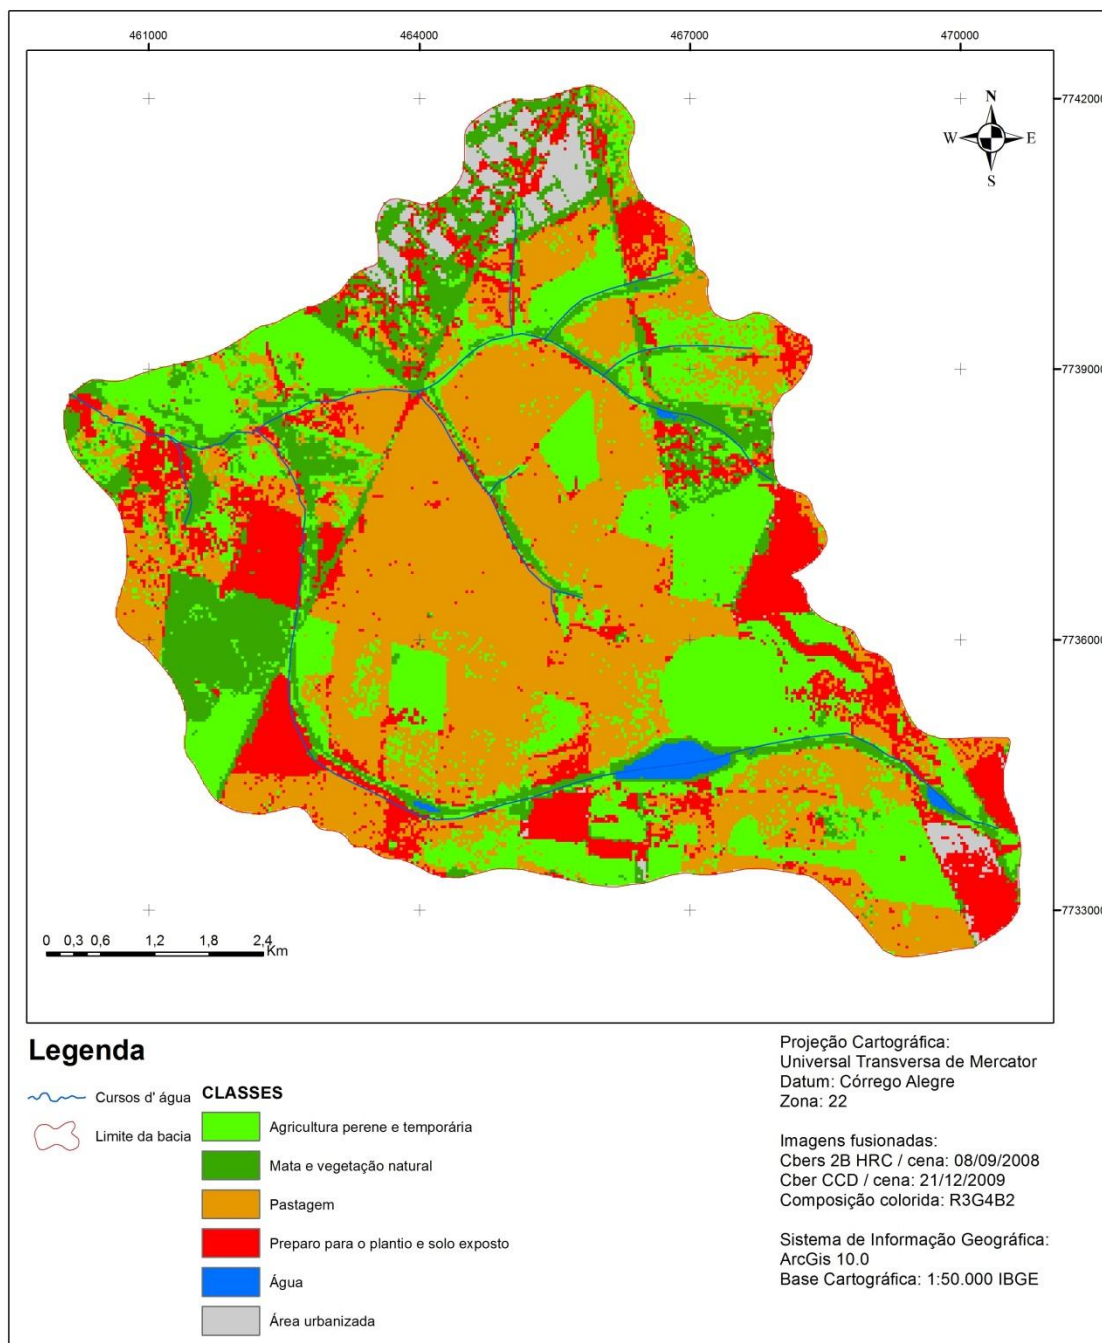 461000 464000 467000 470000
7742000
N
W E
S
7739000
7736000
7733000
0 0,3 0,6 1,2 1,8 2,4
Km
Legenda
Cursos d' água
Limite da bacia
CLASSES
Agricultura perene e temporária
Mata e vegetação natural
Pastagem
Preparo para o plantio e solo exposto
Água
Área urbanizada
Projeção Cartográfica:
Universal Transversa de Mercator
Datum: Córrego Alegre
Zona: 22
Imagens fusionadas:
Cbers 2B HRC / cena: 08/09/2008
Cber CCD / cena: 21/12/2009
Composição colorida: R3G4B2
Sistema de Informação Geográfica:
ArcGis 10.0
Base Cartográfica: 1:50.000 IBGE